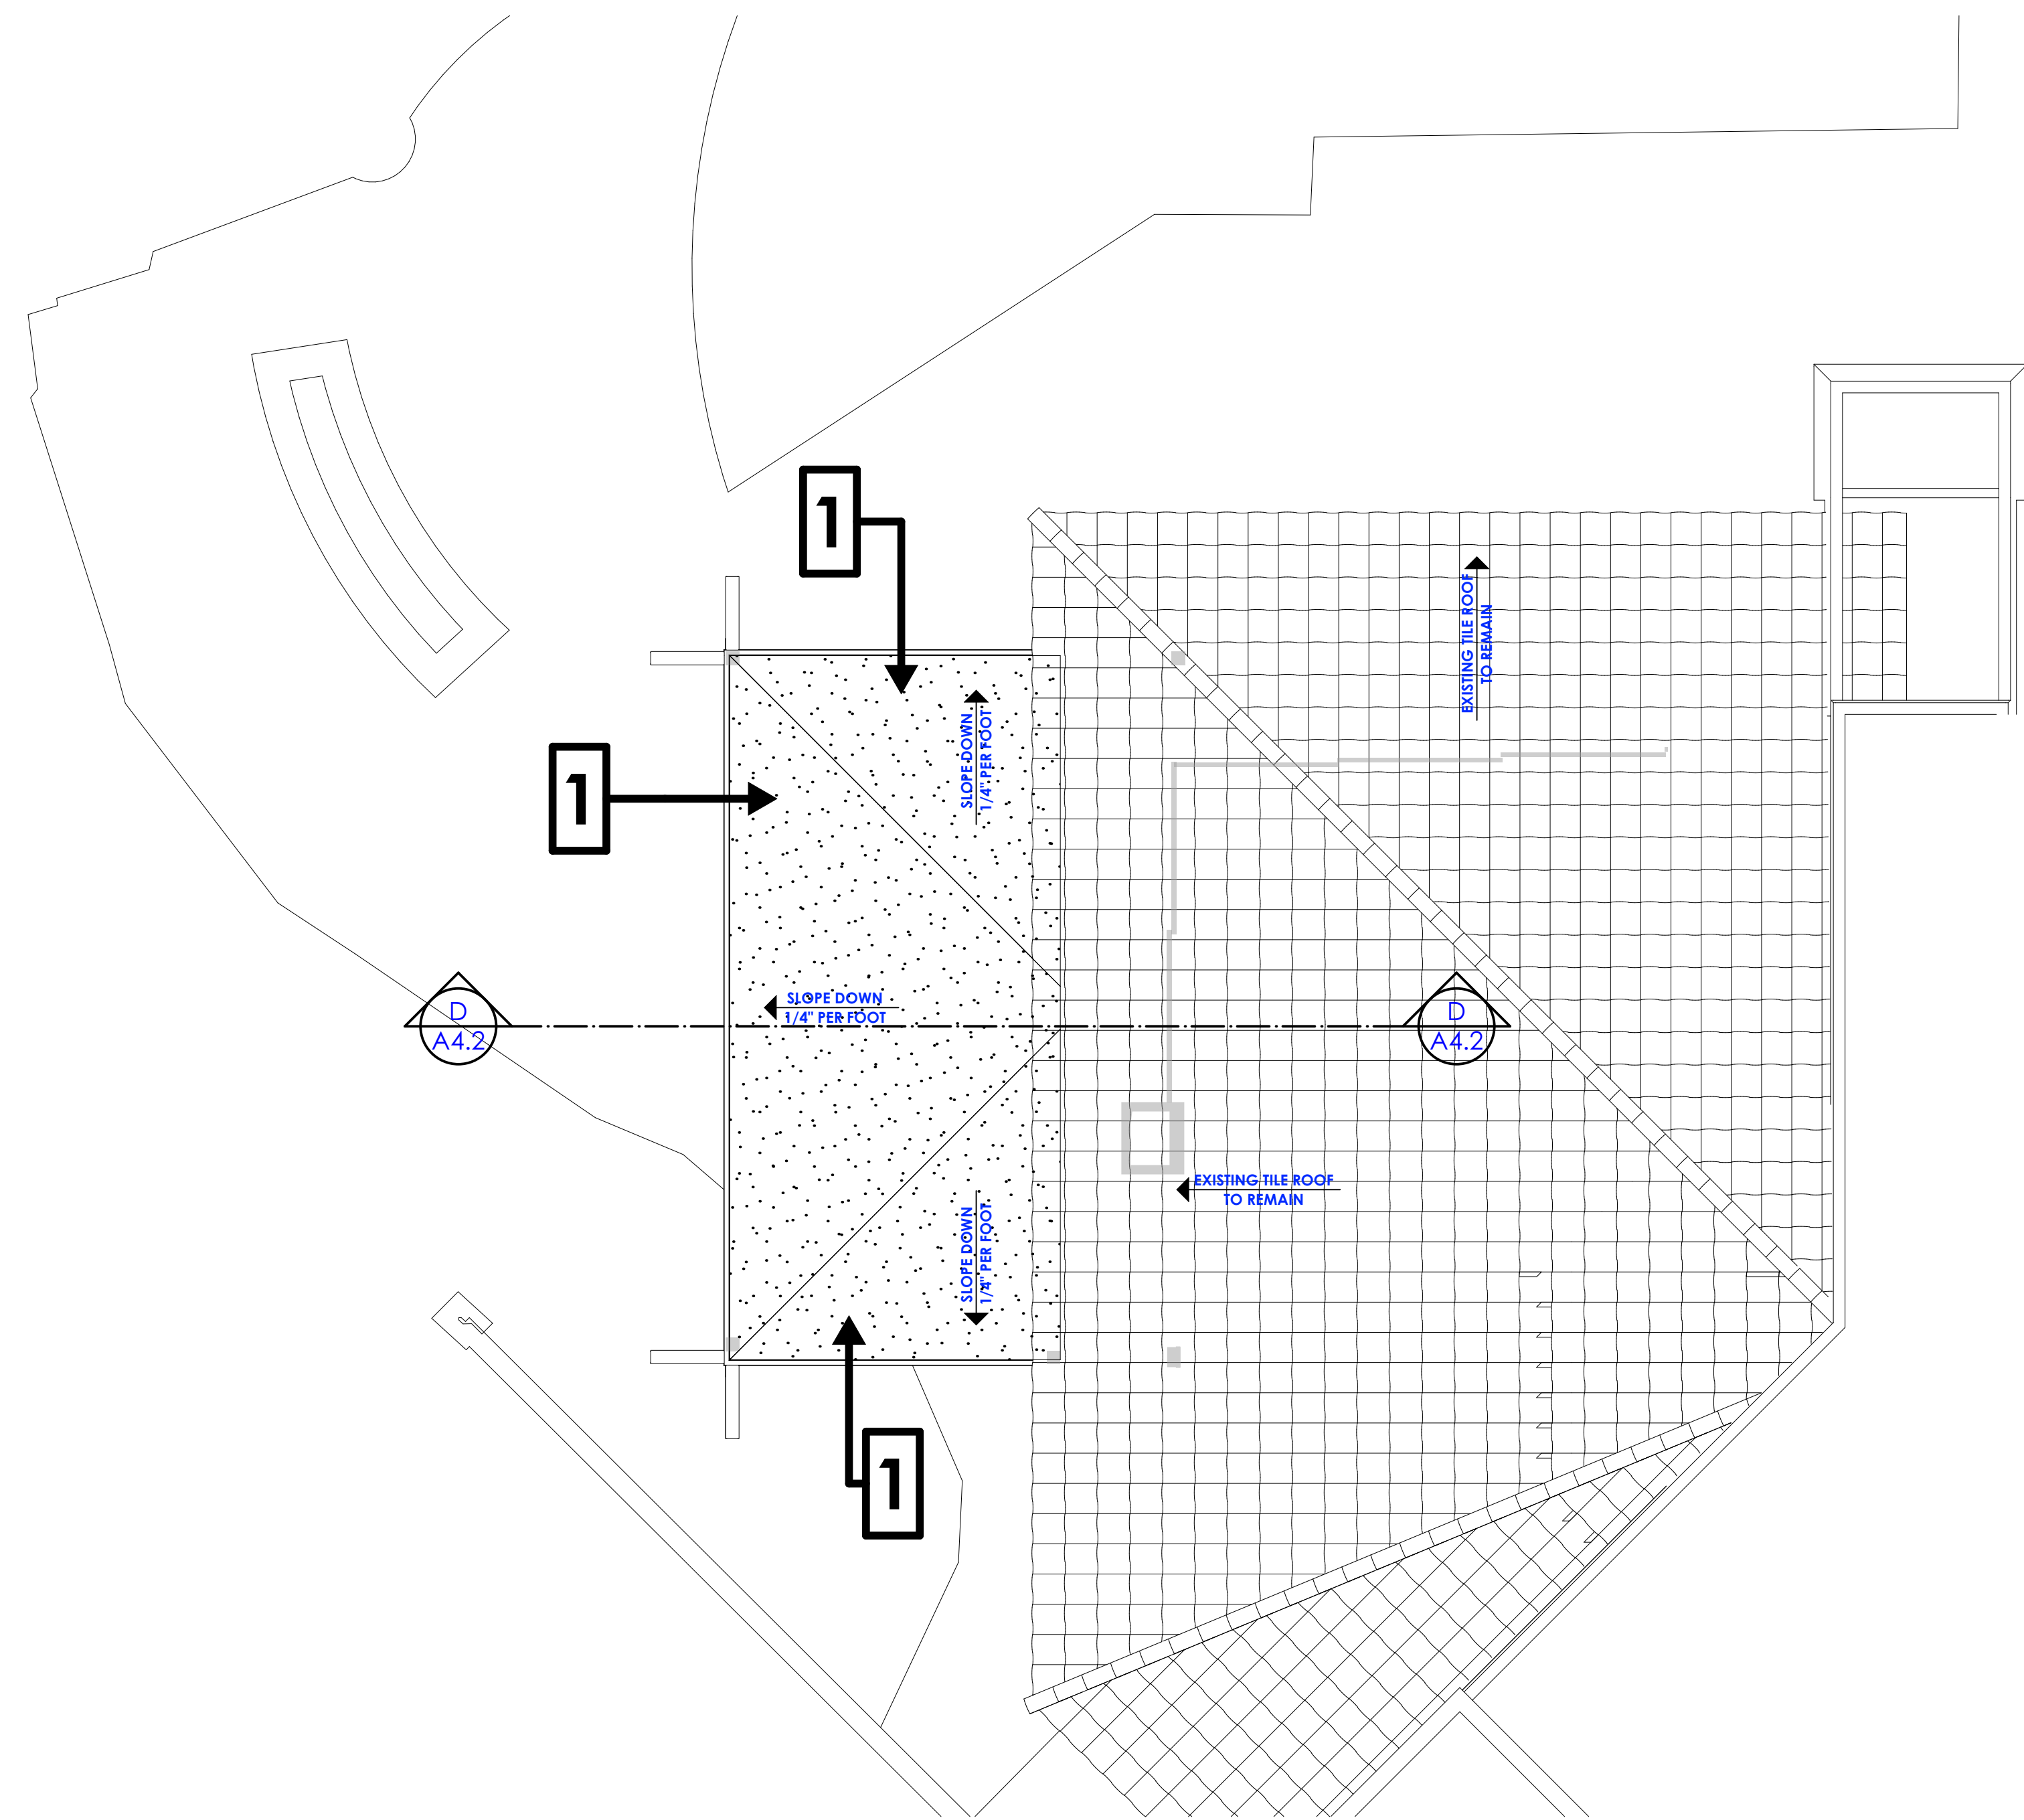 1
EXISTING TILE ROOF
TO REMAIN
1
SLOPE DOWN
1/4" PER FOOT
SLOPE DOWN
1/4" PER FOOT
D
A4.2
D
A4.2
EXISTING TILE ROOF
TO REMAIN
SLOPE DOWN
1/4" PER FOOT
1